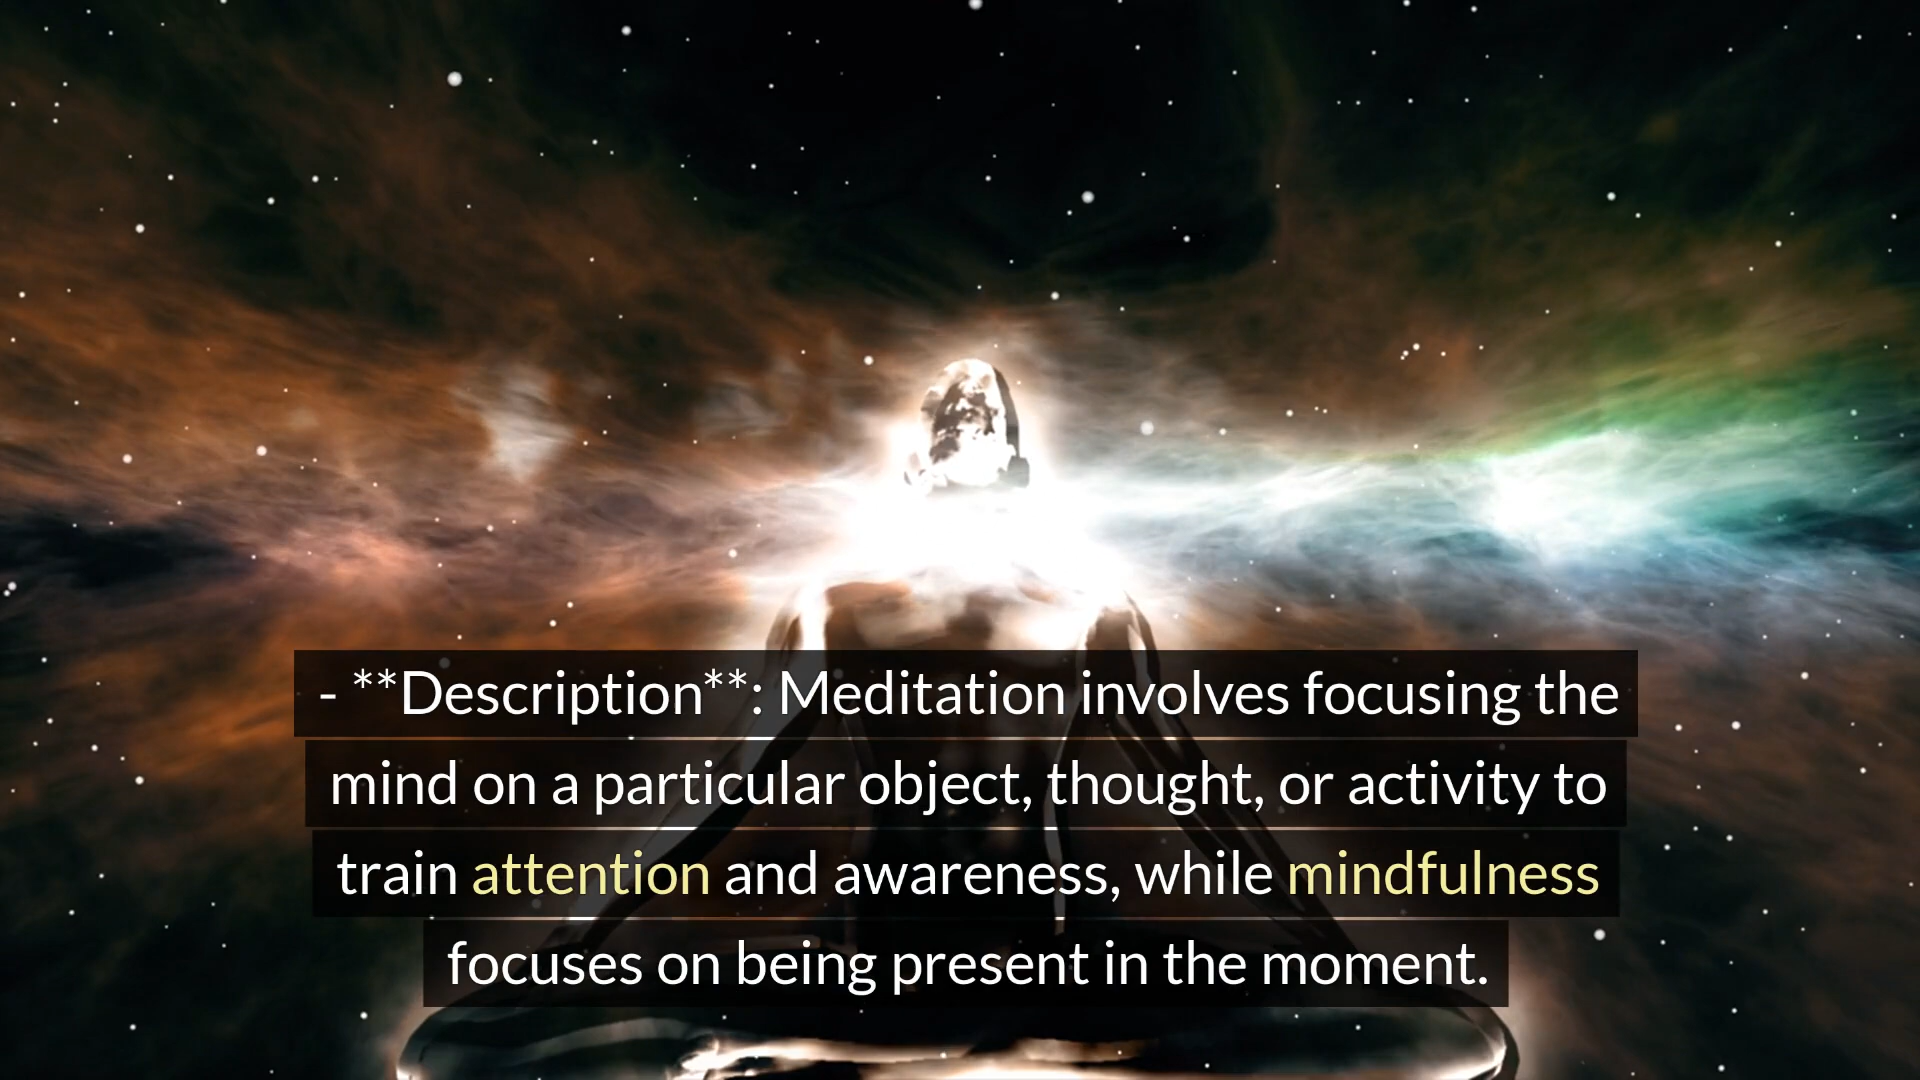 - **Description**: Meditation involves focusing the
mind on a particular object, thought, or activity to
train attention and awareness, while mindfulness
focuses on being present in the moment.